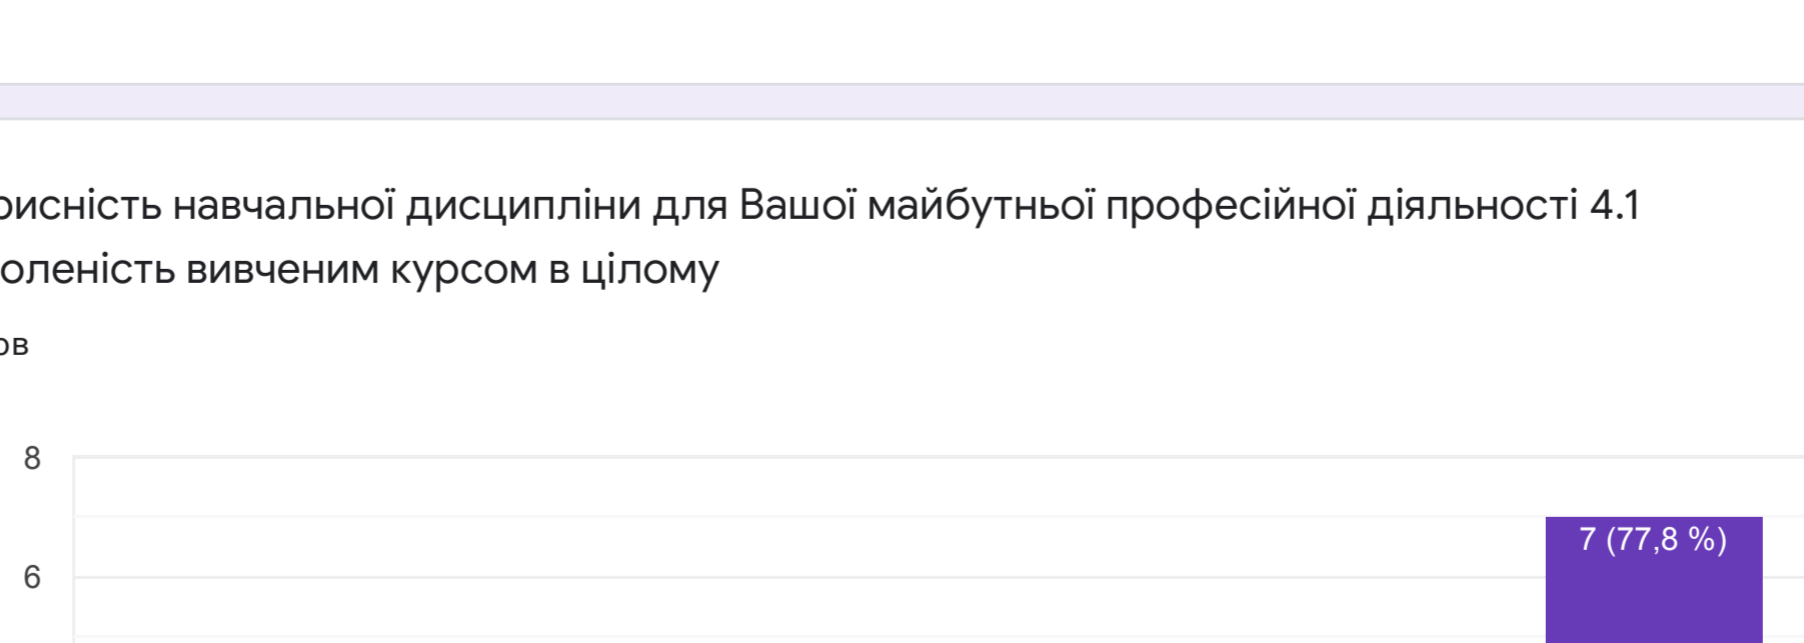 рисність навчальної дисципліни для Вашої майбутньої професійної діяльності 4.1
оленість вивченим курсом в цілому
ов
8
7 (77,8 %)
6